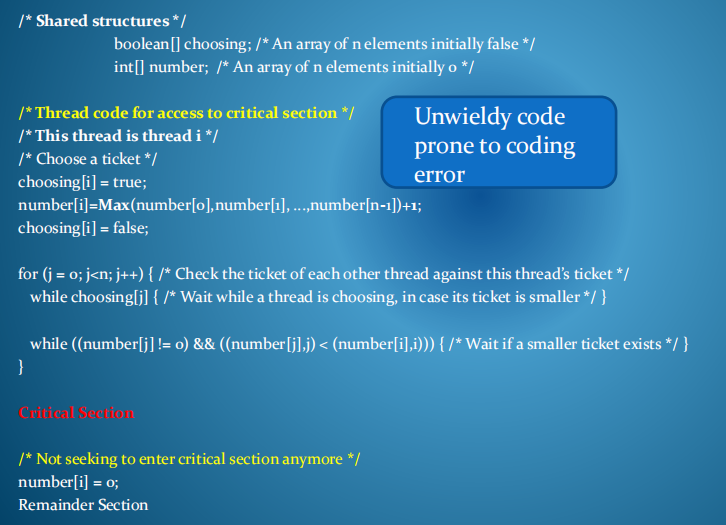 /* Shared structures */
boolean[] choosing; /* An array of n elements initially false */
int[] number; /* An array of n elements initially 0 */
/* Thread code for access to critical section */
/* This thread is thread i */
/* Choose a ticket */
choosing[i] = true;
number[i]=Max(number[0],number[1], ...,number[n-1])+1;
choosing[i] = false;
Unwieldy code
prone to coding
error
for (j = 0; j<n; j++) { /* Check the ticket of each other thread against this thread's ticket */
while choosing[j] { /* Wait while a thread is choosing, in case its ticket is smaller */ }
while ((number[j] != 0) && ((number[j],j) < (number[i],i))) { /* Wait if a smaller ticket exists */ }
}
Critical Section
/* Not seeking to enter critical section anymore */
number[i] = 0;
Remainder Section